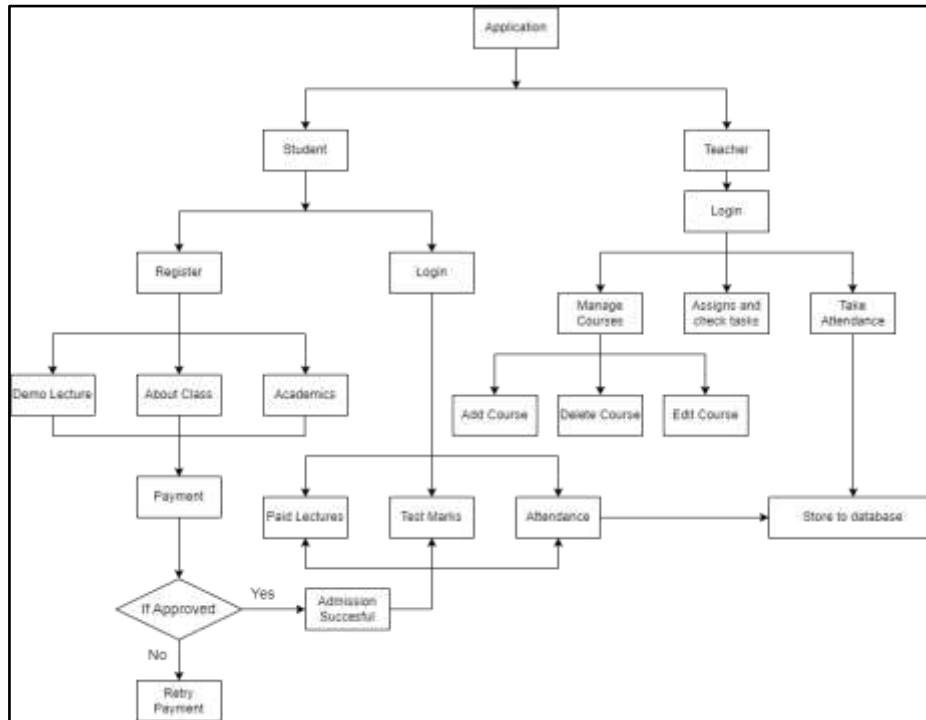 Application
Student
Teacher
Login
Register
Login
Manage
Courses
Assigns and
check tasks
Take
Attendance
Demo Lecture
About Class
Academics
Add Course
Delete Course
Edit Course
Payment
Paid Lectures
Test Marks
Attendance
Store to database
If Approved
Yes
Admission
Succesful
No
Retry
Payment